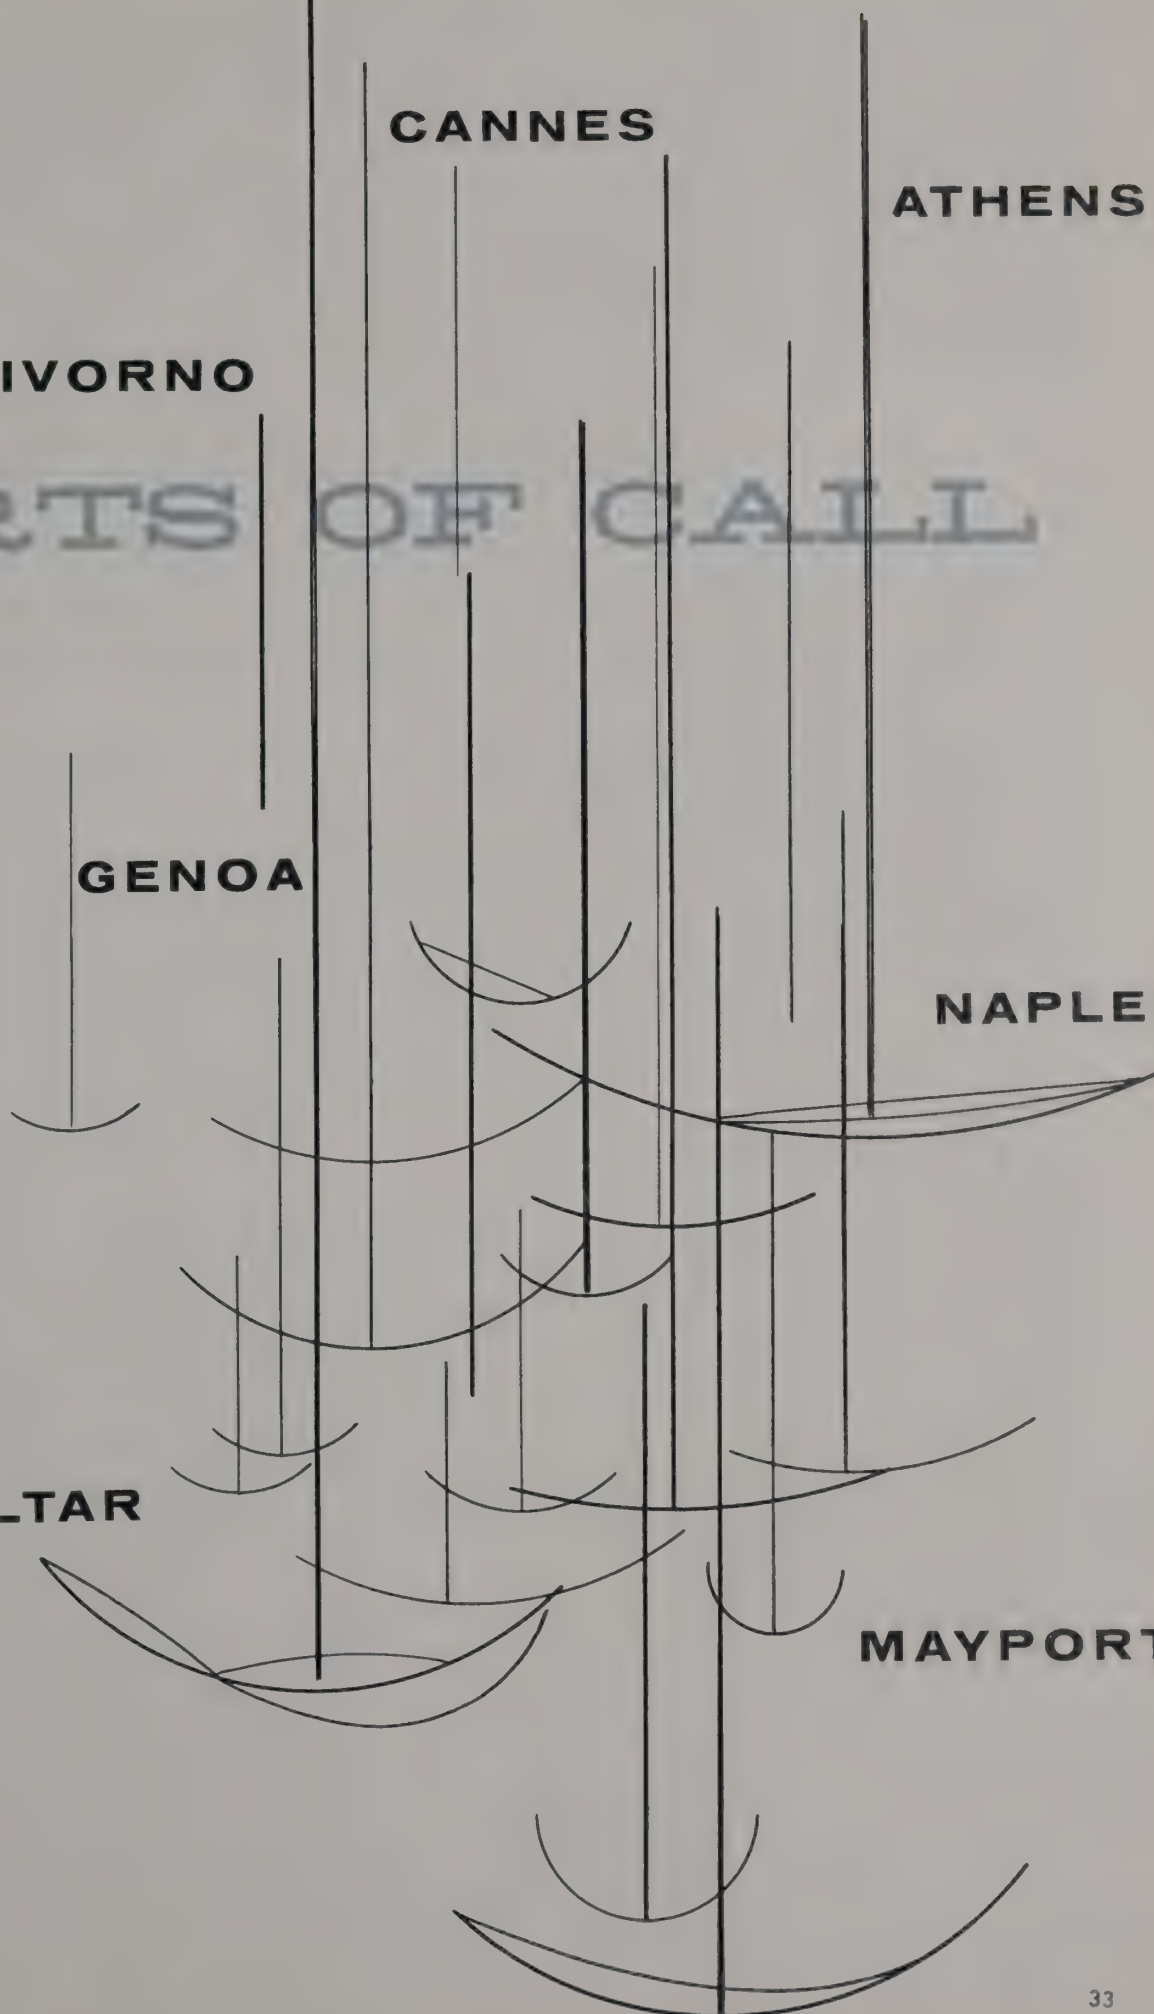 CANNES
ATHENS
IVORNO
RTS OF CALL
GENOA
NAPLE
LTAR
MAYPORT
33